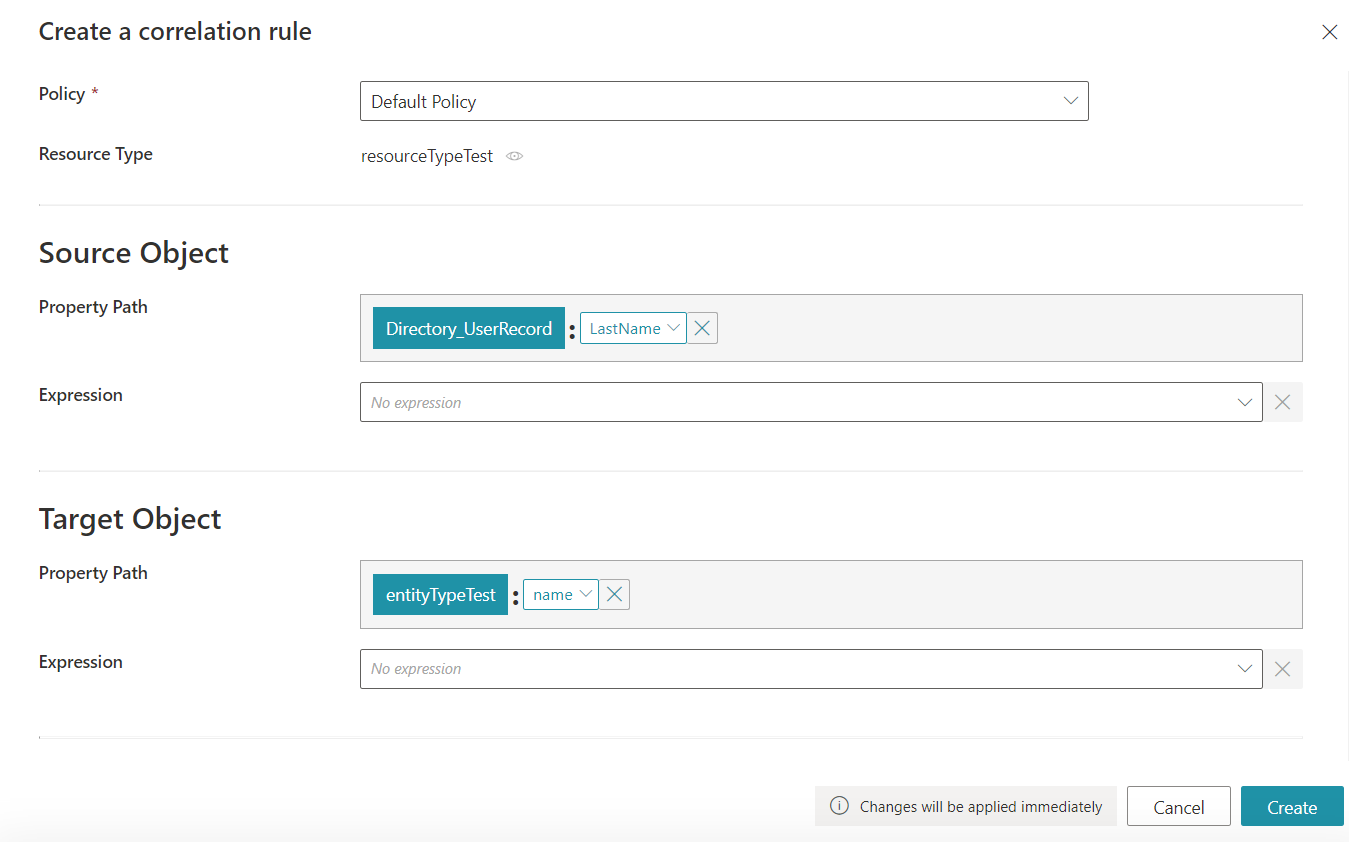 Create a correlation rule
Policy *
Default Policy
Resource Type
resourceTypeTest
Source Object
Property Path
Directory_UserRecord : LastName
Expression
No expression
Target Object
Property Path
entityTypeTest : name
Expression
No expression
Changes will be applied immediately
Cancel
Create